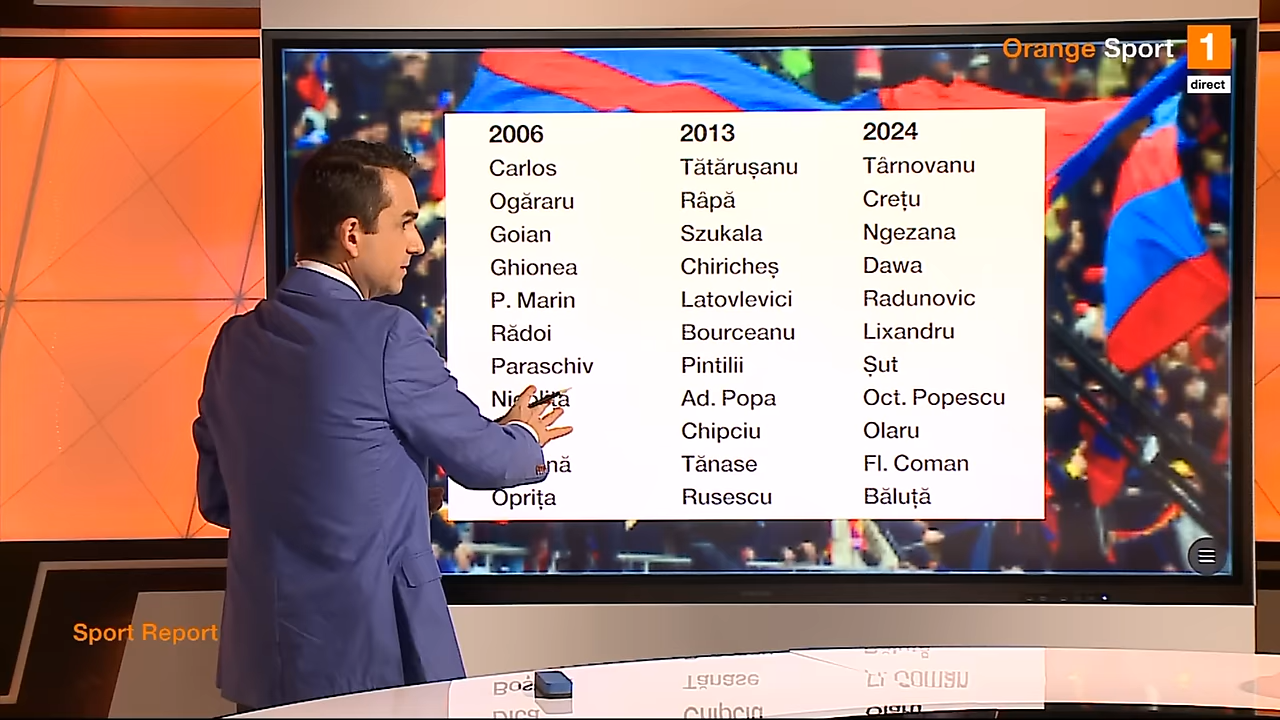 Orange Sport 1
direct
2006 2013 2024
Carlos Tătărușanu Târnovanu
Ogăraru Râpă Crețu
Goian Szukala Ngezana
Ghionea Chiricheș Dawa
P. Marin Latovlevici Radunovic
Rădoi Bourceanu Lixandru
Paraschiv Pintilii Șut
Ad. Popa Oct. Popescu
Chipciu Olaru
Tănase Fl. Coman
Oprița Rusescu Băluță
Sport Report